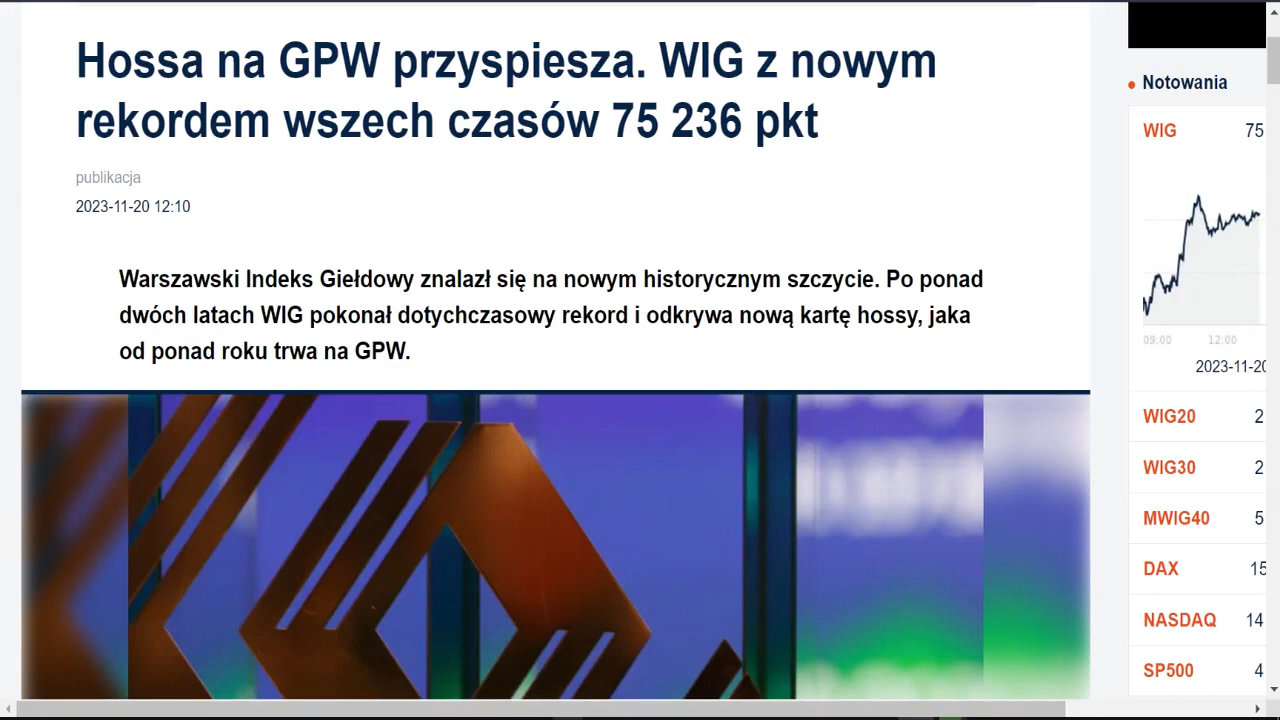 Hossa na GPW przyspiesza. WIG z nowym
rekordem wszech czasów 75 236 pkt
publikacja
2023-11-20 12:10
Warszawski Indeks Giełdowy znalazł się na nowym historycznym szczycie. Po ponad
dwóch latach WIG pokonał dotychczasowy rekord i odkrywa nową kartę hossy, jaka
od ponad roku trwa na GPW.
Notowania
WIG 75
09:00 12:00
2023-11-20
WIG20 2
WIG30 2
MWIG40 5
DAX 15
NASDAQ 14
SP500 4